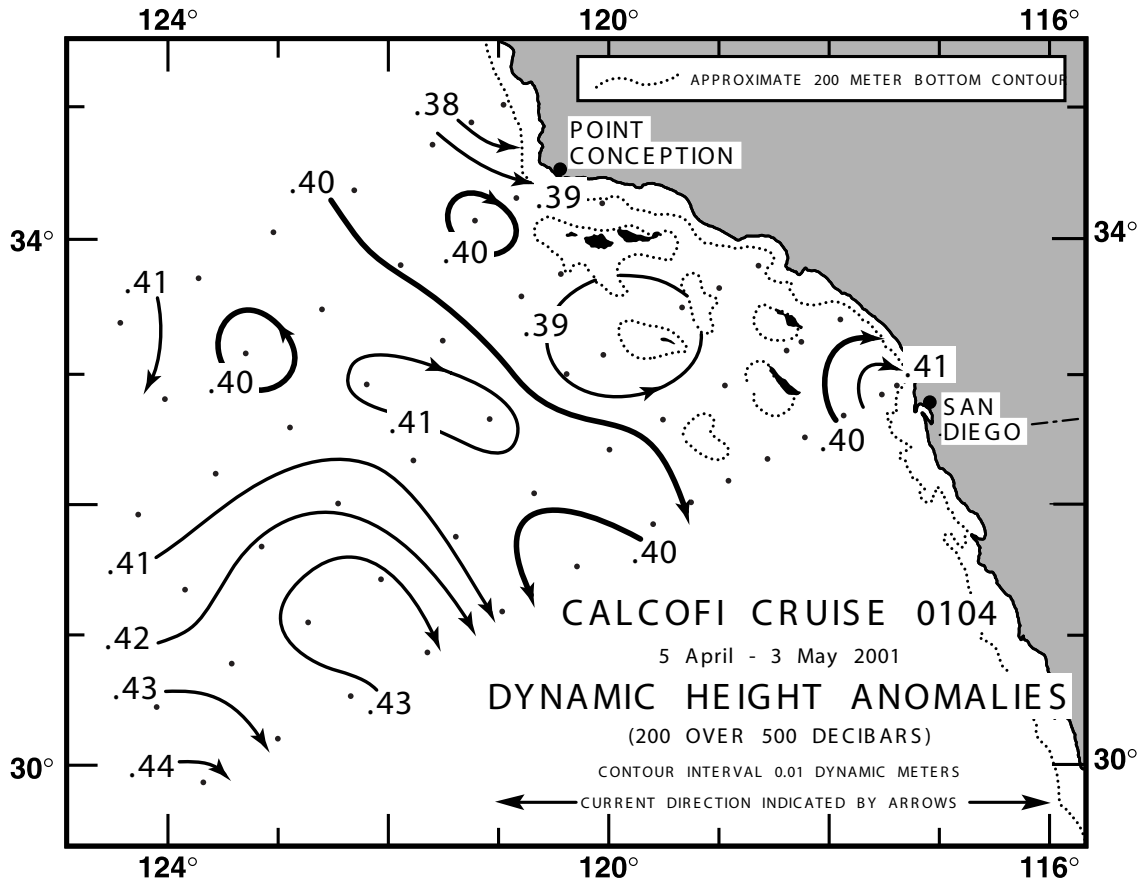 124° 120° 116°
APPROXIMATE 200 METER BOTTOM CONTOUR
.38
POINT
CONCEPTION
.40
.39
34° 34°
.40
.41
.39
.40
.41
.41
SAN
DIEGO
.40
.41
.40
CALCOFI CRUISE 0104
.42
5 April - 3 May 2001
.43
DYNAMIC HEIGHT ANOMALIES
.43
(200 OVER 500 DECIBARS)
30° .44 30°
CONTOUR INTERVAL 0.01 DYNAMIC METERS
CURRENT DIRECTION INDICATED BY ARROWS
124° 120° 116°